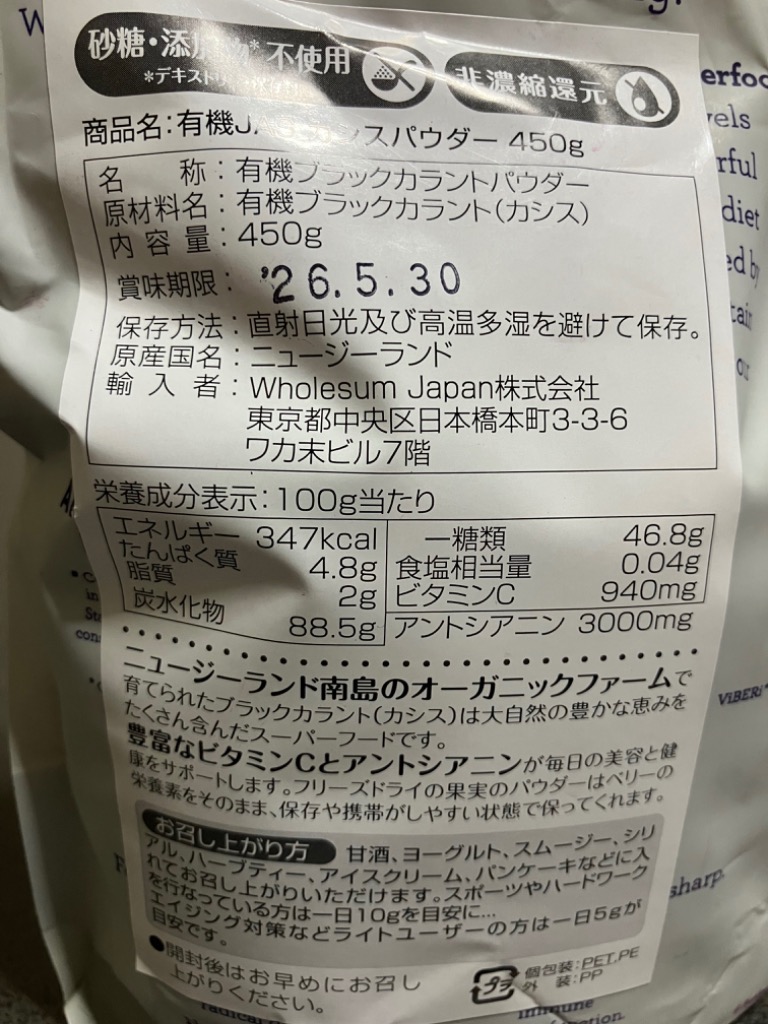 砂糖・添加物* 不使用
*デキスト
非濃縮還元
商品名:有機J スパウダー 450g
名 称:有機ブラックカラントパウダー
原材料名:有機ブラックカラント(カシス)
内容量:450g
賞味期限: '26.5.30
保存方法:直射日光及び高温多湿を避けて保存。
原産国名:ニュージーランド
輸入者:Wholesum Japan株式会社
東京都中央区日本橋本町3-3-6
ワカ末ビル7階
栄養成分表示:100g当たり
エネルギー 347kcal
たんぱく質 4.8g
脂質 2g
炭水化物 88.5g
ー糖類 46.8g
食塩相当量 0.04g
ビタミンC 940mg
アントシアニン 3000mg
ニュージーランド南島のオーガニックファームで
育てられたブラックカラント(カシス)は大自然の豊かな恵みを
たくさん含んだスーパーフードです。
豊富なビタミンCとアントシアニンが毎日の美容と健
康をサポートします。フリーズドライの果実のパウダーはベリーの
栄養素をそのまま、保存や携帯がしやすい状態で保ってくれます。
お召し上がり方 甘酒、ヨーグルト、スムージー、シリ
アル、ハーブティー、アイスクリーム、パンケーキなどに入
れてお召し上がりいただけます。スポーツやハードワーク
を行なっている方は一日10gを目安に...
エイジング対策などライトユーザーの方は一日5gが
目安です。
●開封後はお早めにお召し
上がりください。
プラ
個包装:PET,PE
外 装:PP
erfoo
vels
rful
diet
ed by
tain
ViBERi
sharp.
immune